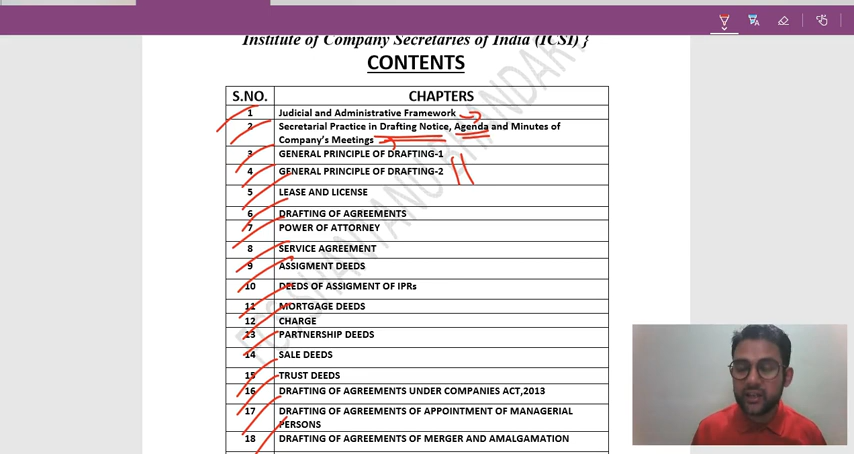 Institute of Company Secretaries of India (ICSI) }
CONTENTS
S.NO. CHAPTERS
1 Judicial and Administrative Framework
2 Secretarial Practice in Drafting Notice, Agenda and Minutes of
Company's Meetings
3 GENERAL PRINCIPLE OF DRAFTING-1
4 GENERAL PRINCIPLE OF DRAFTING-2
5 LEASE AND LICENSE
6 DRAFTING OF AGREEMENTS
7 POWER OF ATTORNEY
8 SERVICE AGREEMENT
9 ASSIGMENT DEEDS
10 DEEDS OF ASSIGMENT OF IPRs
11 MORTGAGE DEEDS
12 CHARGE
13 PARTNERSHIP DEEDS
14 SALE DEEDS
15 TRUST DEEDS
16 DRAFTING OF AGREEMENTS UNDER COMPANIES ACT,2013
17 DRAFTING OF AGREEMENTS OF APPOINTMENT OF MANAGERIAL
PERSONS
18 DRAFTING OF AGREEMENTS OF MERGER AND AMALGAMATION